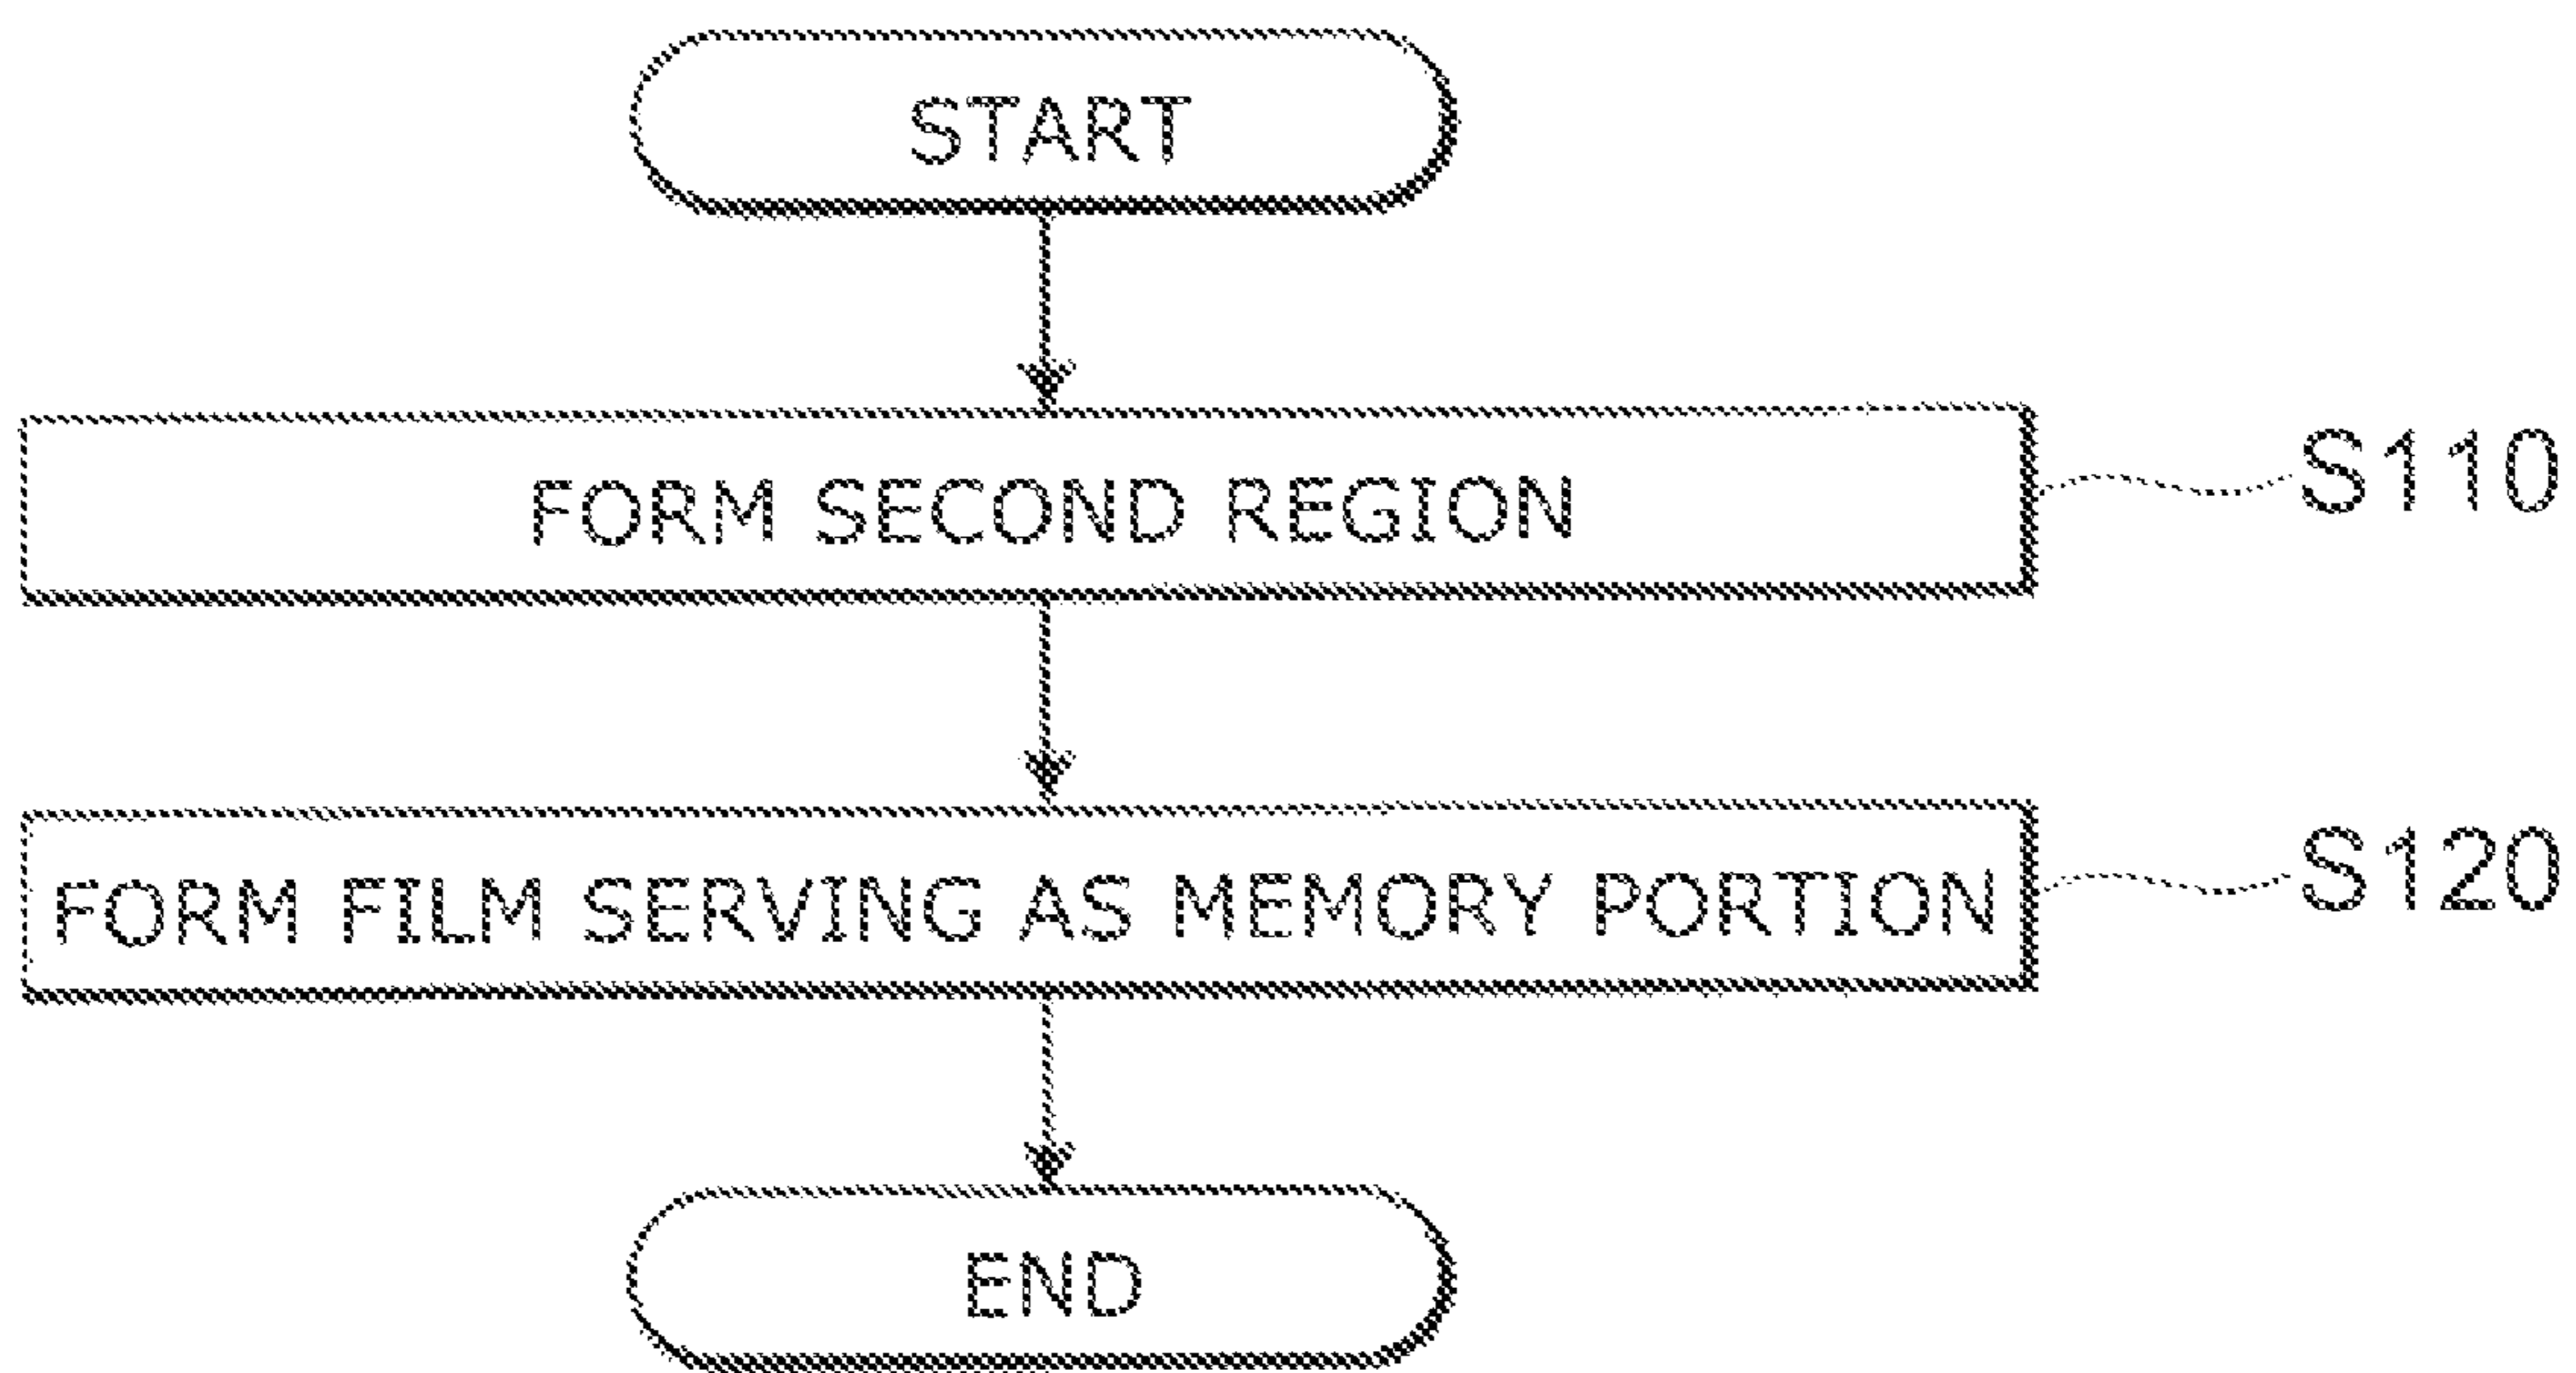 START
FORM SECOND REGION
S110
FORM FILM SERVING AS MEMORY PORTION
S120
END